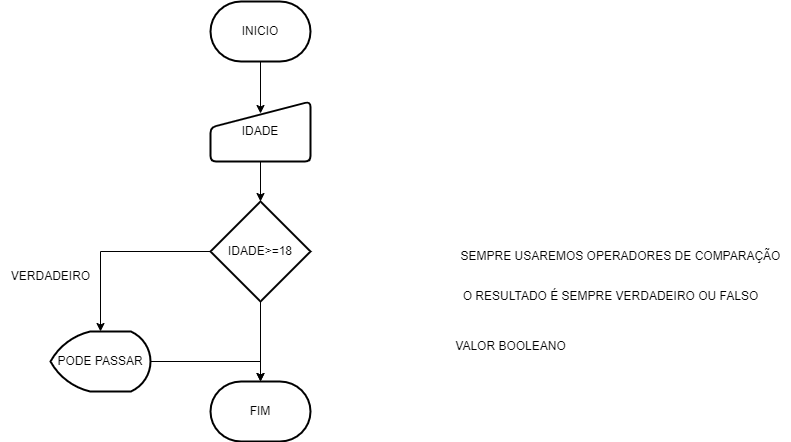 INICIO
IDADE
IDADE>=18
VERDADEIRO
PODE PASSAR
FIM
SEMPRE USAREMOS OPERADORES DE COMPARAÇÃO
O RESULTADO É SEMPRE VERDADEIRO OU FALSO
VALOR BOOLEANO